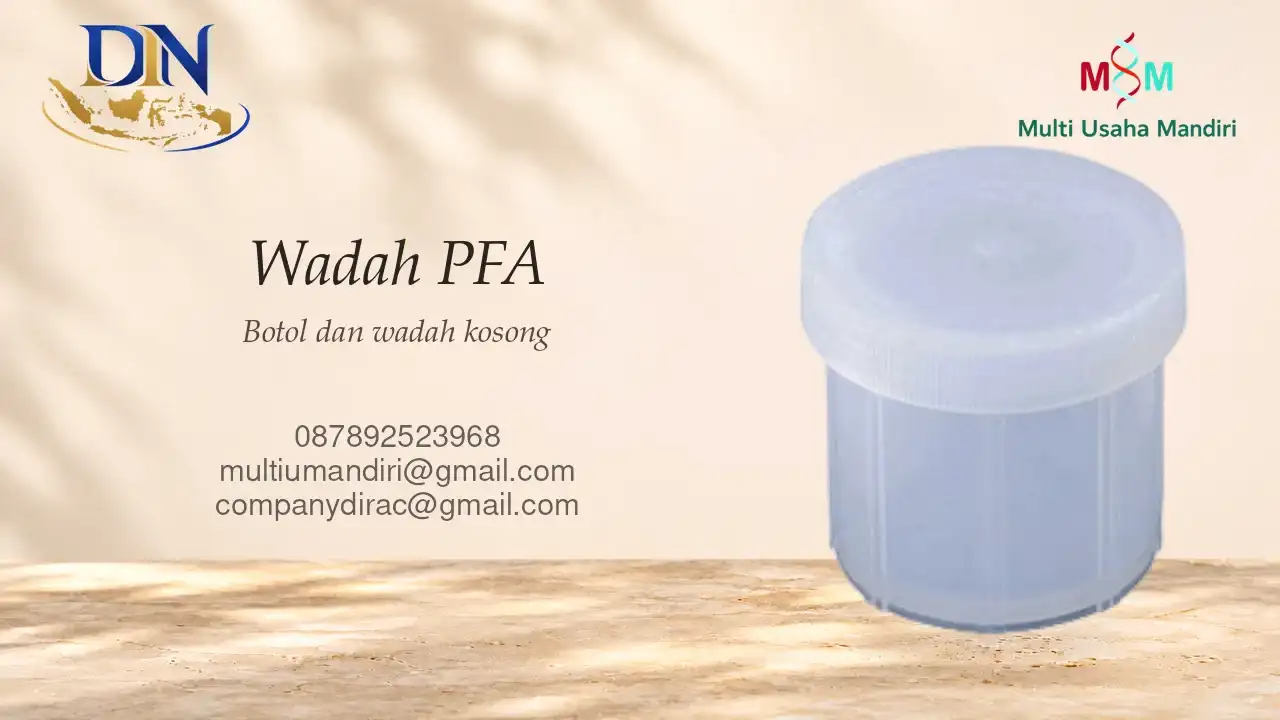 DN
MSM
Multi Usaha Mandiri
Wadah PFA
Botol dan wadah kosong
087892523968
multiumandiri@gmail.com
companydirac@gmail.com